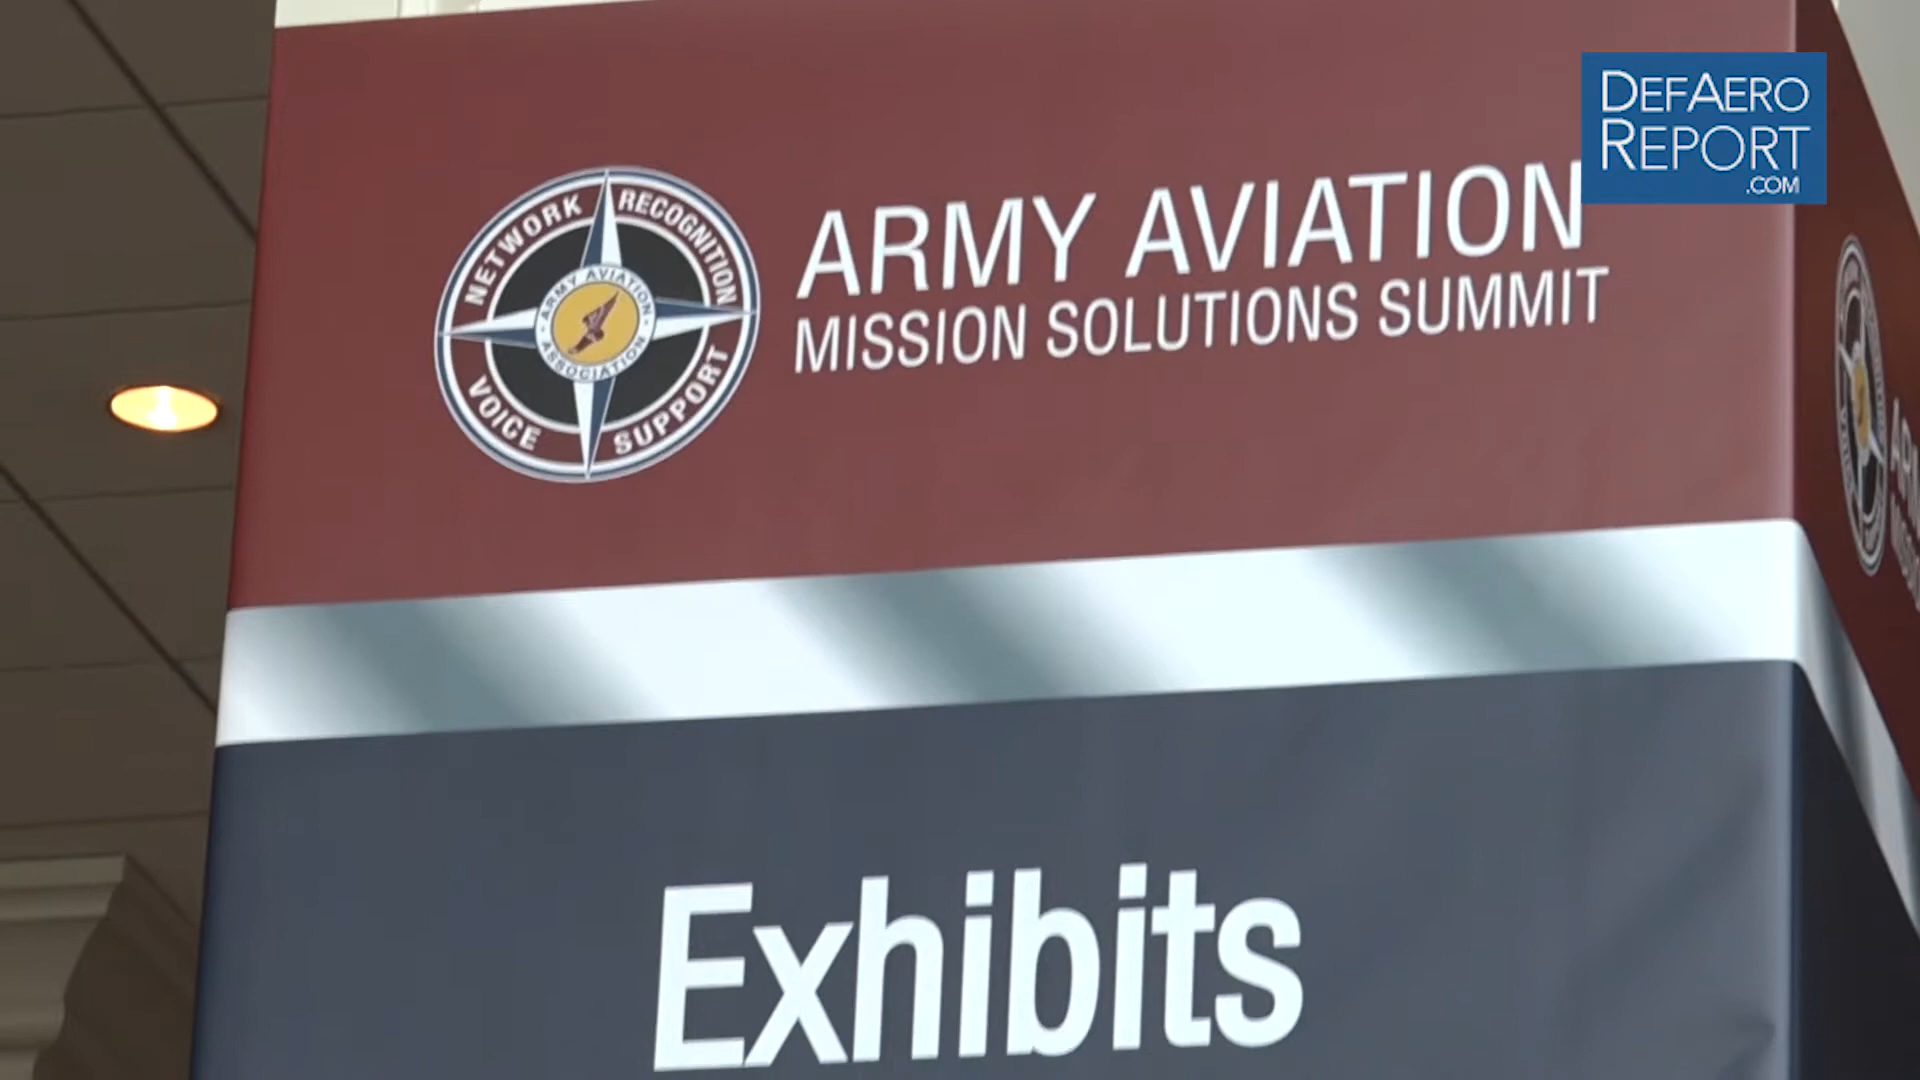 DEFAERO
REPORT
.COM
ARMY AVIATION
MISSION SOLUTIONS SUMMIT
NETWORK
RECOGNITION
VOICE
SUPPORT
ARMY AVIATION
ASSOCIATION
Exhibits